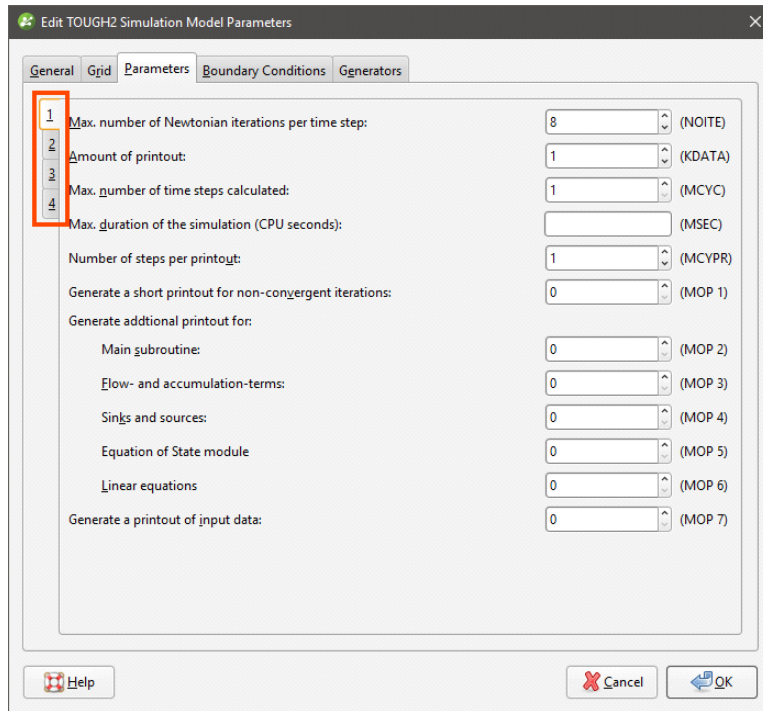 Edit TOUGH2 Simulation Model Parameters
General Grid Parameters Boundary Conditions Generators
1
2
3
4
Max. number of Newtonian iterations per time step: 8 (NOITE)
Amount of printout: 1 (KDATA)
Max. number of time steps calculated: 1 (MCYC)
Max. duration of the simulation (CPU seconds): (MSEC)
Number of steps per printout: 1 (MCYPR)
Generate a short printout for non-convergent iterations: 0 (MOP 1)
Generate addtional printout for:
Main subroutine: 0 (MOP 2)
Flow- and accumulation-terms: 0 (MOP 3)
Sinks and sources: 0 (MOP 4)
Equation of State module 0 (MOP 5)
Linear equations 0 (MOP 6)
Generate a printout of input data: 0 (MOP 7)
Help Cancel OK